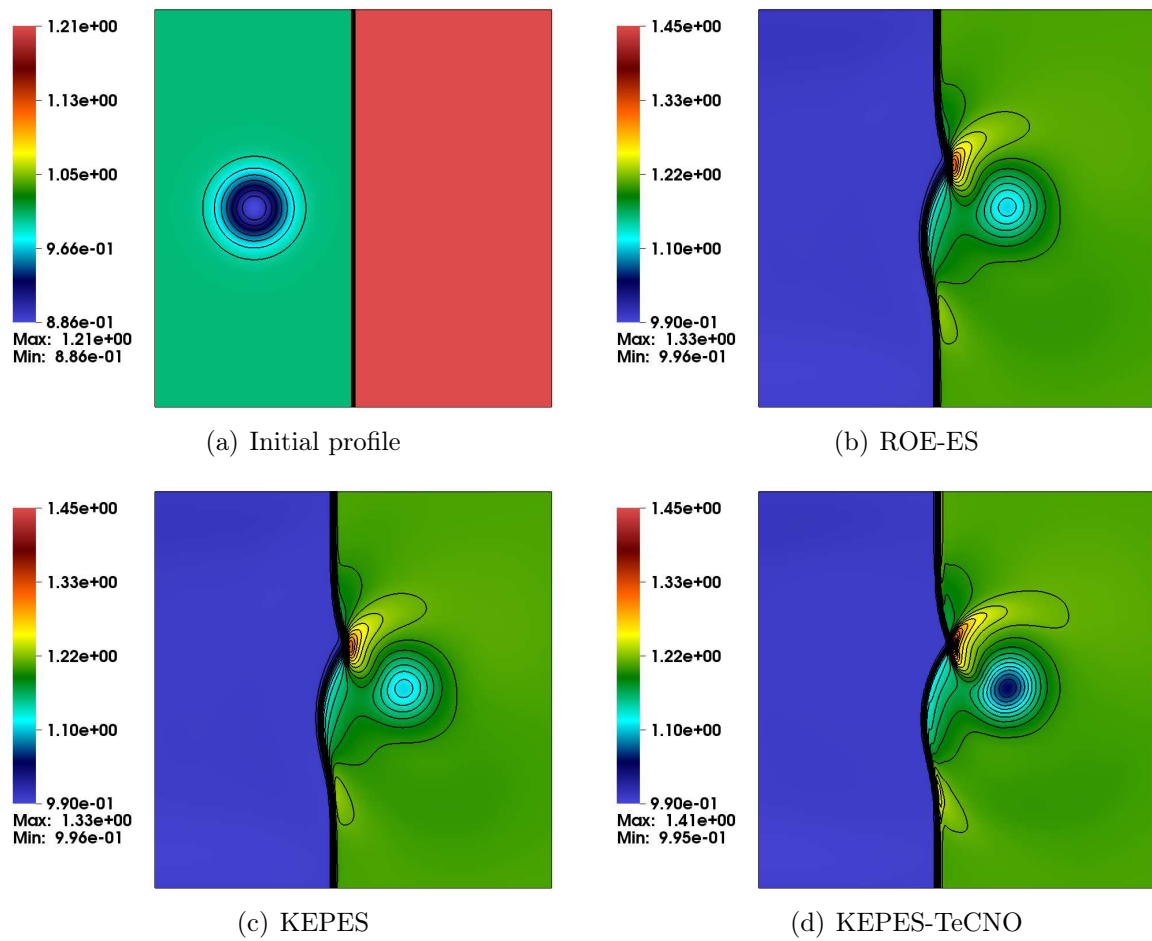 1.21e+00
1.13e+00
1.05e+00
9.66e-01
8.86e-01
Max: 1.21e+00
Min: 8.86e-01
(a) Initial profile
1.45e+00
1.33e+00
1.22e+00
1.10e+00
9.90e-01
Max: 1.33e+00
Min: 9.96e-01
(b) ROE-ES
1.45e+00
1.33e+00
1.22e+00
1.10e+00
9.90e-01
Max: 1.33e+00
Min: 9.96e-01
(c) KEPES
1.45e+00
1.33e+00
1.22e+00
1.10e+00
9.90e-01
Max: 1.41e+00
Min: 9.95e-01
(d) KEPES-TeCNO